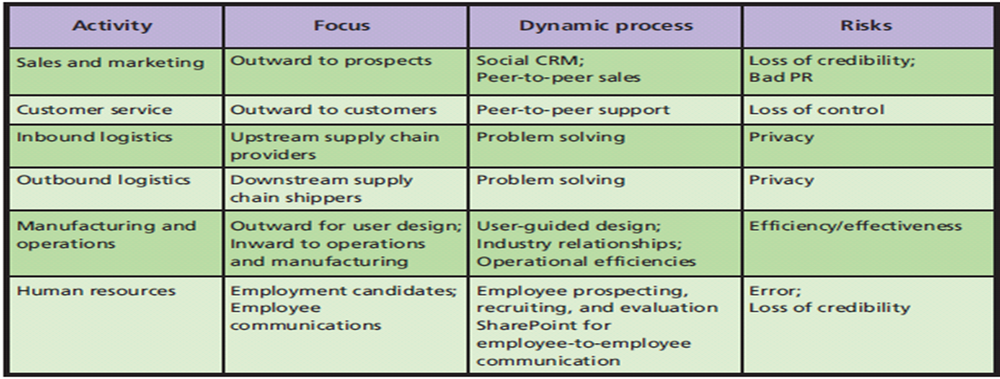 Activity
Focus
Dynamic process
Risks
Sales and marketing
Outward to prospects
Social CRM;
Peer-to-peer sales
Loss of credibility;
Bad PR
Customer service
Outward to customers
Peer-to-peer support
Loss of control
Inbound logistics
Upstream supply chain
providers
Problem solving
Privacy
Outbound logistics
Downstream supply
chain shippers
Problem solving
Privacy
Manufacturing and
operations
Outward for user design;
Inward to operations
and manufacturing
User-guided design;
Industry relationships;
Operational efficiencies
Efficiency/effectiveness
Human resources
Employment candidates;
Employee
communications
Employee prospecting,
recruiting, and evaluation
SharePoint for
employee-to-employee
communication
Error;
Loss of credibility